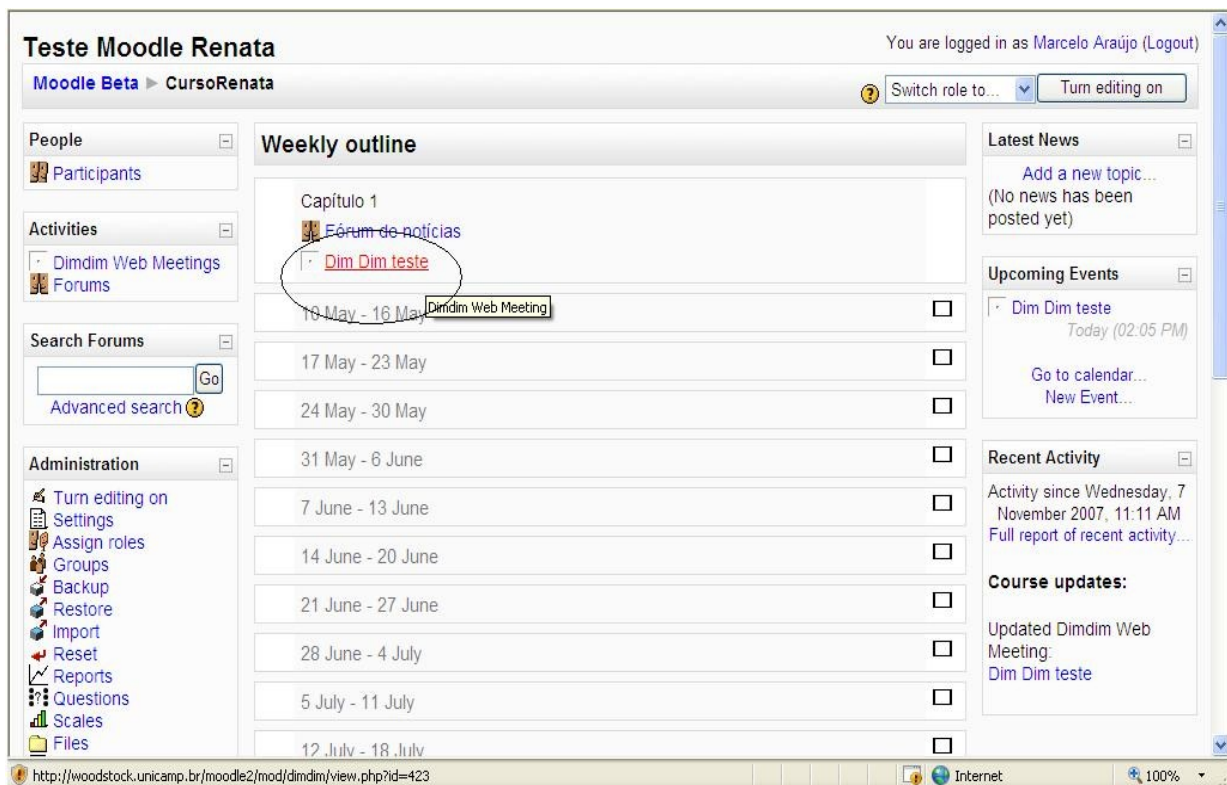 Teste Moodle Renata
You are logged in as Marcelo Araújo (Logout)
Moodle Beta ► CursoRenata
Switch role to...
Turn editing on
People
Participants
Activities
Dimdim Web Meetings
Forums
Search Forums
Go
Advanced search
Administration
Turn editing on
Settings
Assign roles
Groups
Backup
Restore
Import
Reset
Reports
Questions
Scales
Files
Weekly outline
Capítulo 1
Fórum de notícias
Dim Dim teste
Dimdim Web Meeting
10 May - 16 May
17 May - 23 May
24 May - 30 May
31 May - 6 June
7 June - 13 June
14 June - 20 June
21 June - 27 June
28 June - 4 July
5 July - 11 July
12 July - 18 July
Latest News
Add a new topic...
(No news has been
posted yet)
Upcoming Events
Dim Dim teste
Today (02:05 PM)
Go to calendar...
New Event...
Recent Activity
Activity since Wednesday, 7
November 2007, 11:11 AM
Full report of recent activity...
Course updates:
Updated Dimdim Web
Meeting:
Dim Dim teste
http://woodstock.unicamp.br/moodle2/mod/dimdim/view.php?id=423
Internet
100%